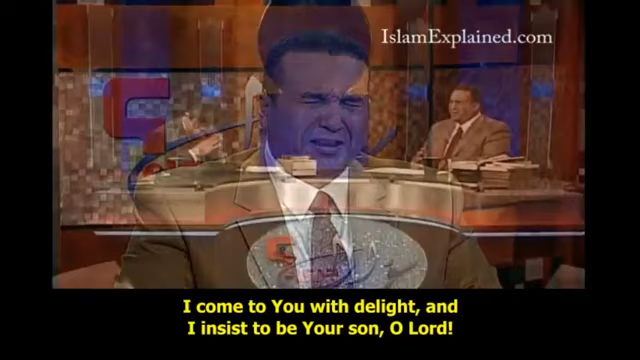 IslamExplained.com
I come to You with delight, and
I insist to be Your son, O Lord!